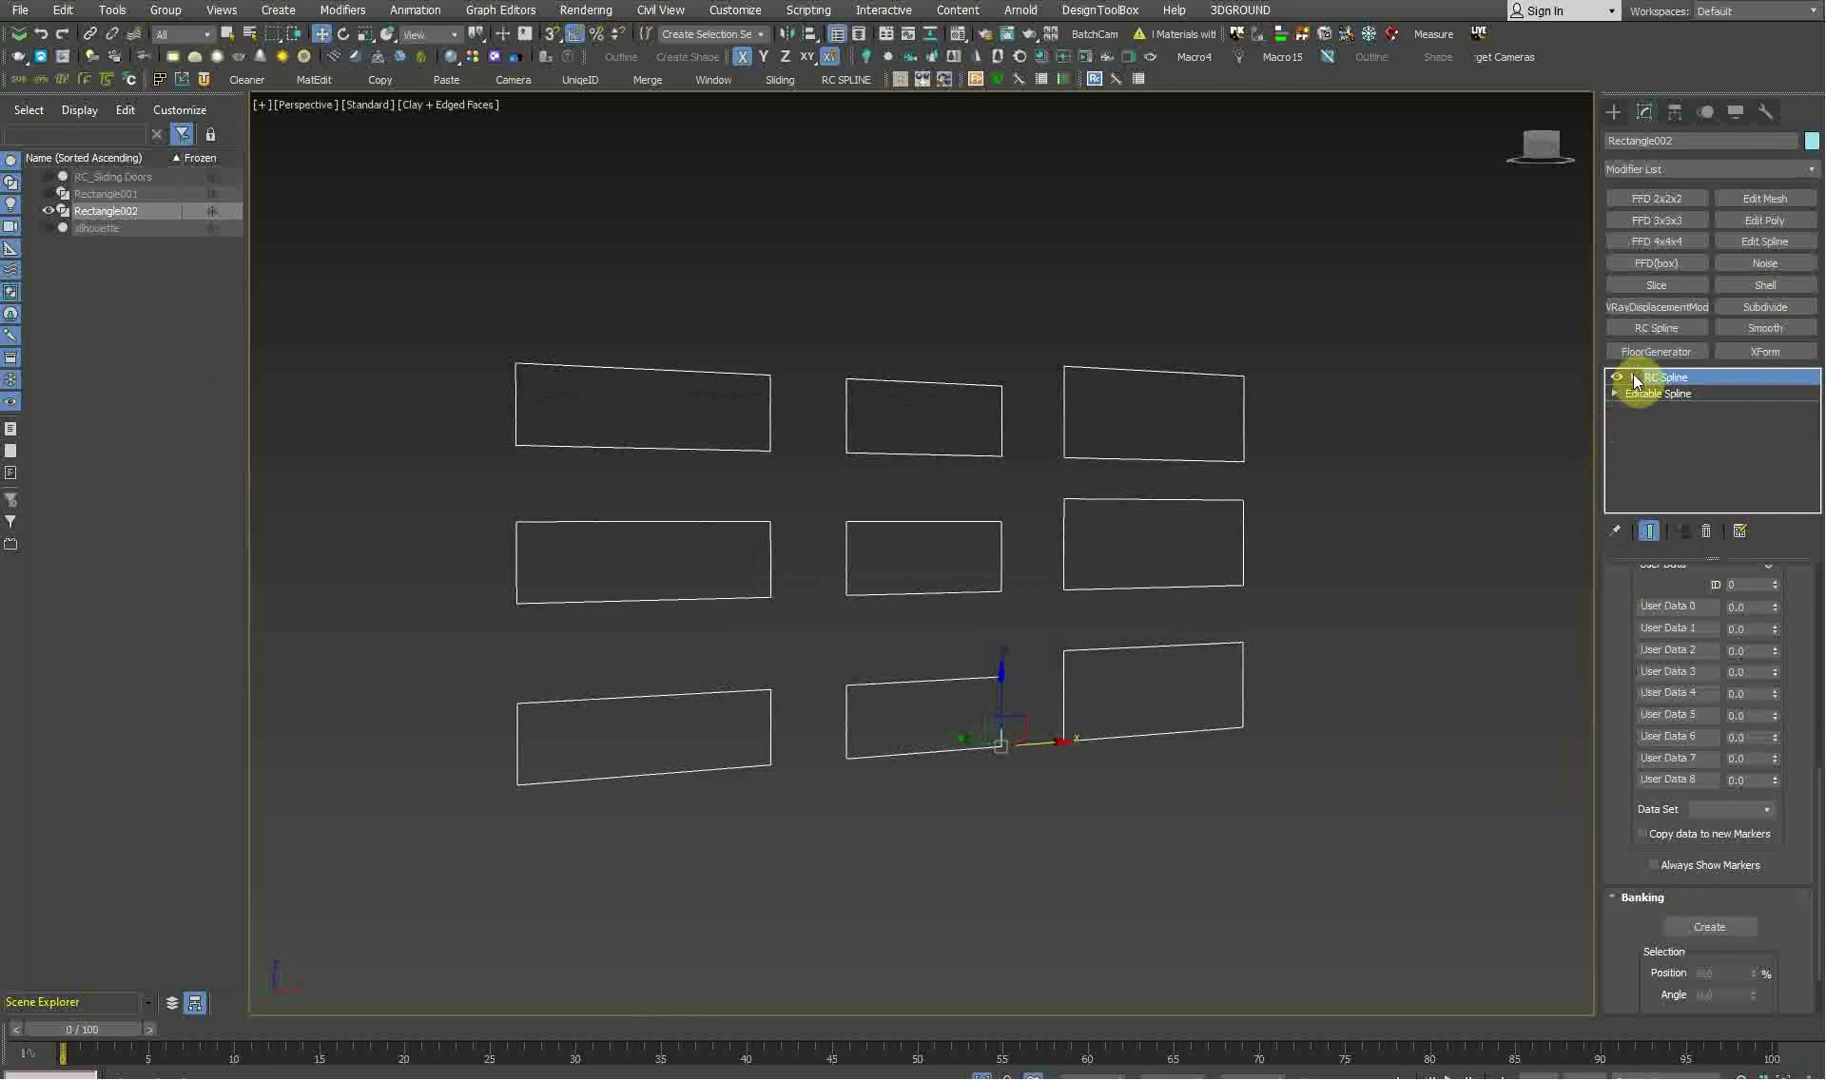 File Edit Tools Group Views Create Modifiers Animation Graph Editors Rendering Civil View Customize Scripting Interactive Content Arnold DesignToolBox Help 3DGROUND Sign In Workspaces: Default
All View Create Selection Se BatchCam I Materials wit Measure
Outline Create Shape X Y Z XY XY Macro4 Macro15 Outline Shape :get Cameras
Cleaner MatEdit Copy Paste Camera UniqeID Merge Window Sliding RC SPLINE
Select Display Edit Customize
[+] [Perspective ] [Standard ] [Clay + Edged Faces ]
Name (Sorted Ascending) Frozen
RC_Sliding Doors
Rectangle001
Rectangle002
silhouette
Rectangle002
Modifier List
FFD 2x2x2 Edit Mesh
FFD 3x3x3 Edit Poly
FFD 4x4x4 Edit Spline
FFD(box) Noise
Slice Shell
VRayDisplacementMod Subdivide
RC Spline Smooth
FloorGenerator XForm
RC Spline
Editable Spline
User Data
ID 0
User Data 0 0.0
User Data 1 0.0
User Data 2 0.0
User Data 3 0.0
User Data 4 0.0
User Data 5 0.0
User Data 6 0.0
User Data 7 0.0
User Data 8 0.0
Data Set
Copy data to new Markers
Always Show Markers
Banking
Create
Selection
Position %
Angle
x
Scene Explorer
< 0 / 100 >
0 5 10 15 20 25 30 35 40 45 50 55 60 65 70 75 80 85 90 95 100